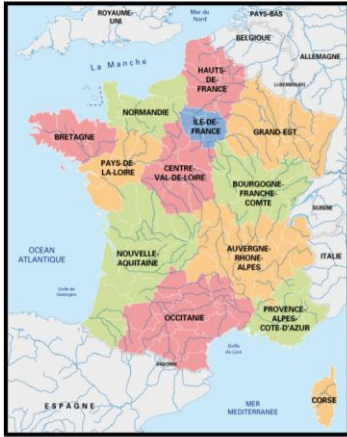 ROYAUME-
UNI
Mer du
Nord
PAYS-BAS
BELGIQUE
ALLEMAGNE
La Manche
HAUTS-
DE-
FRANCE
LUXEMBOURG
NORMANDIE
ÎLE-DE-
FRANCE
GRAND-EST
BRETAGNE
PAYS-DE-
LA-LOIRE
CENTRE-
VAL-DE-LOIRE
BOURGOGNE-
FRANCHE-
COMTE
SUISSE
OCEAN
ATLANTIQUE
NOUVELLE-
AQUITAINE
AUVERGNE-
RHONE-
ALPES
ITALIE
Golfe de
Gascogne
OCCITANIE
PROVENCE-
ALPES-
COTE-D'AZUR
Golfe
du Lion
ANDORRE
MER
MEDITERRANEE
CORSE
ESPAGNE